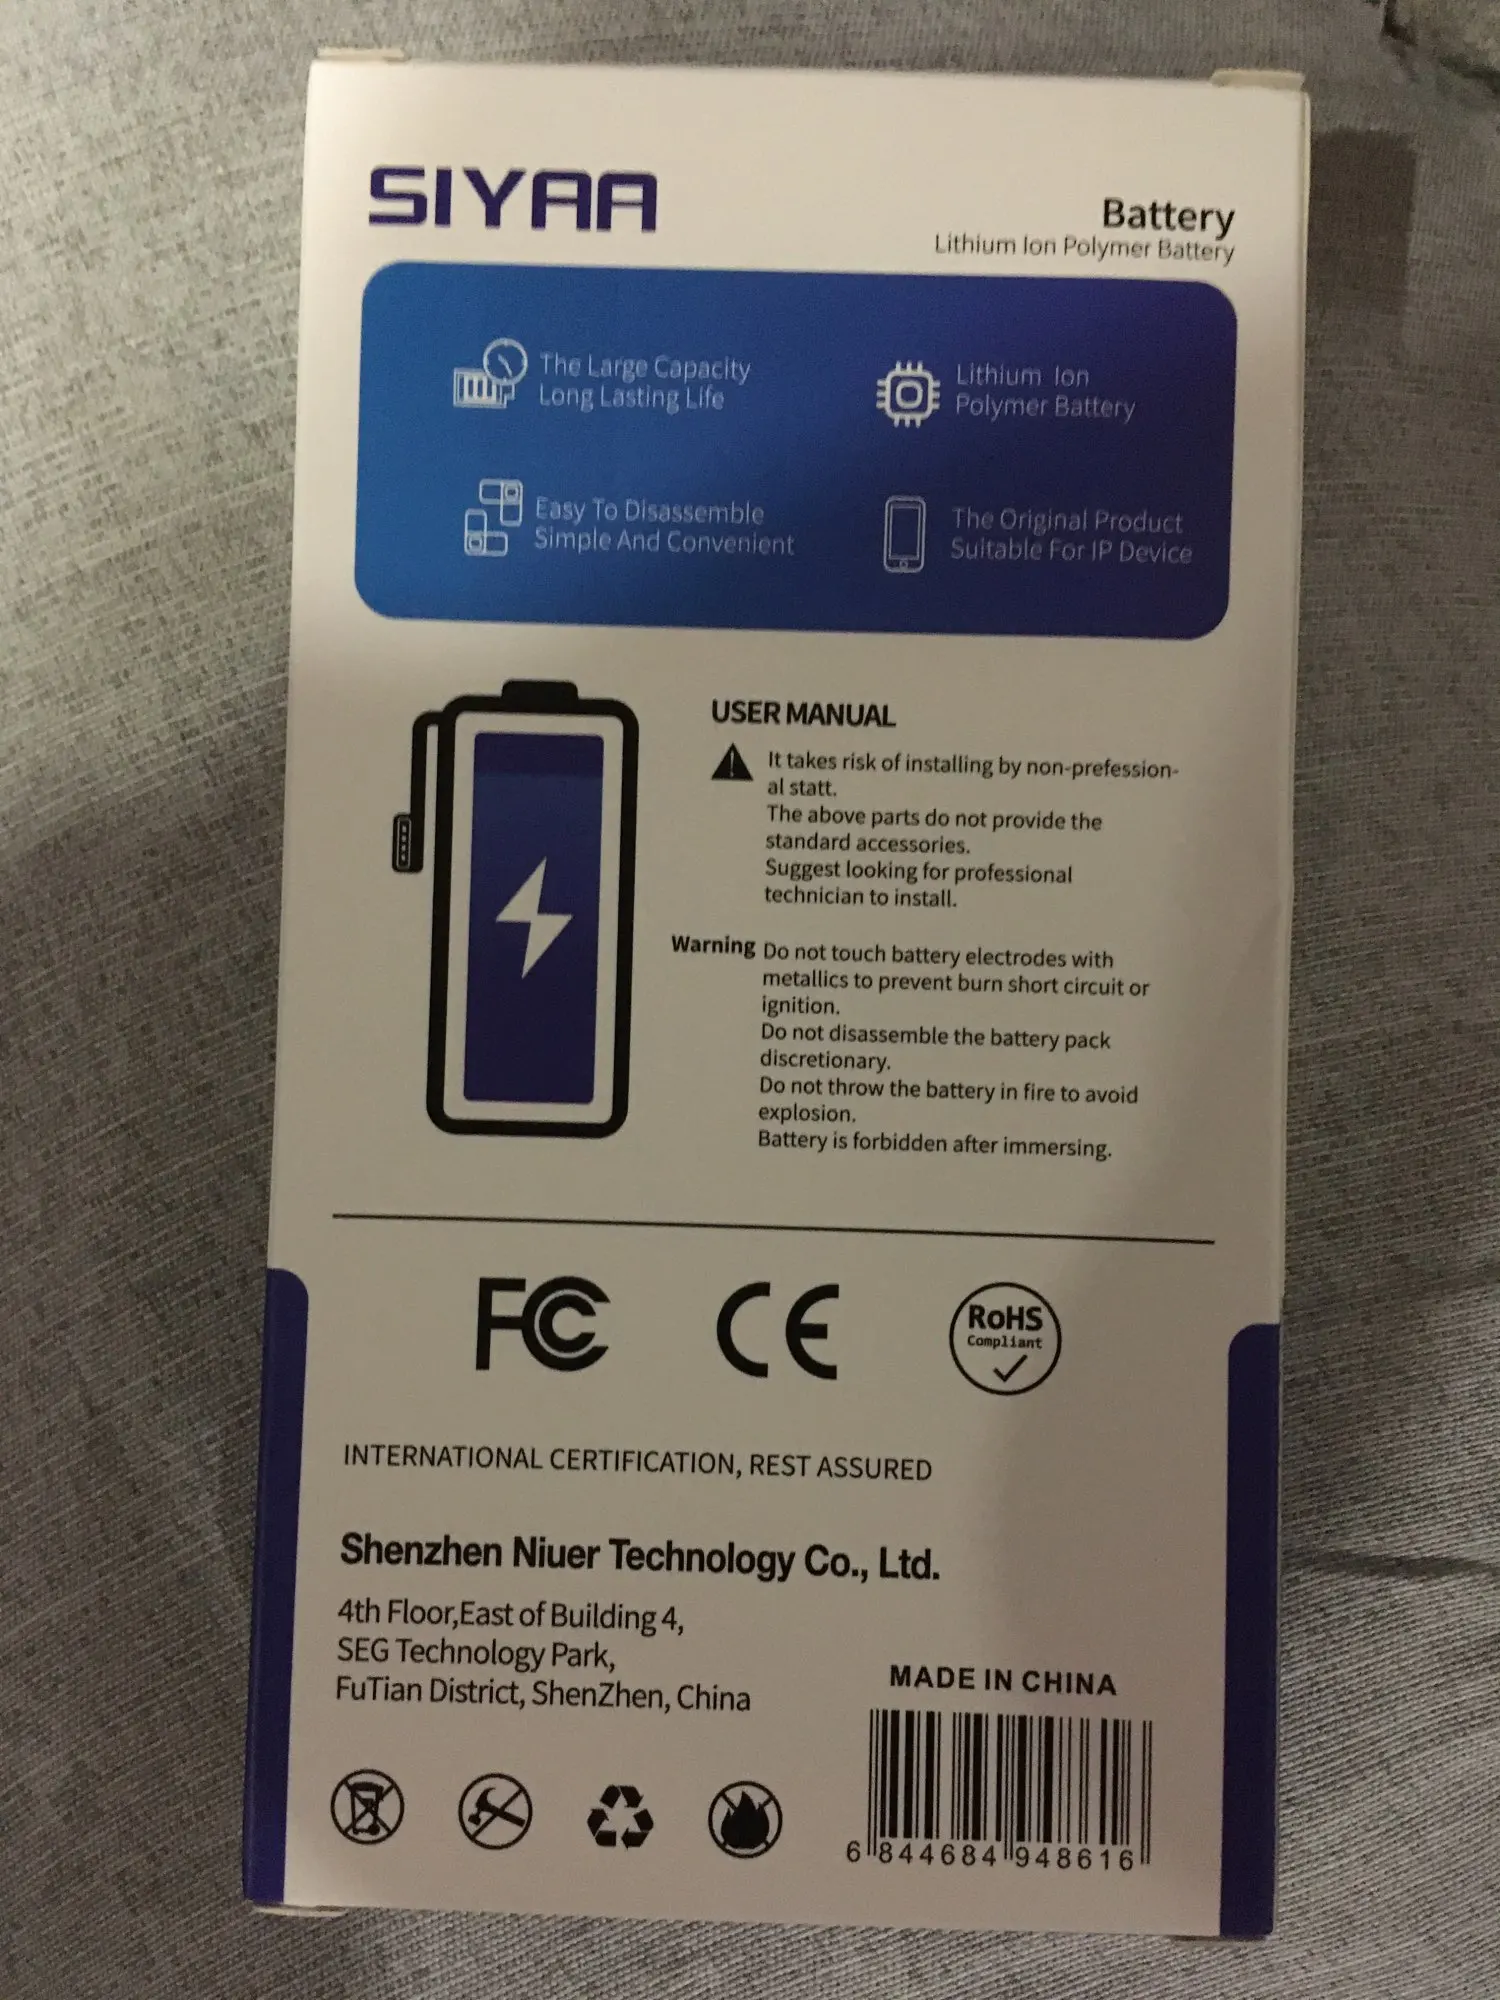 SIYAA
Battery
Lithium Ion Polymer Battery
The Large Capacity
Long Lasting Life
Lithium Ion
Polymer Battery
Easy To Disassemble
Simple And Convenient
The Original Product
Suitable For IP Device
USER MANUAL
It takes risk of installing by non-prefession-
al statt.
The above parts do not provide the
standard accessories.
Suggest looking for professional
technician to install.
Warning Do not touch battery electrodes with
metallics to prevent burn short circuit or
ignition.
Do not disassemble the battery pack
discretionary.
Do not throw the battery in fire to avoid
explosion.
Battery is forbidden after immersing.
FC CE RoHS
Compliant
INTERNATIONAL CERTIFICATION, REST ASSURED
Shenzhen Niuer Technology Co., Ltd.
4th Floor,East of Building 4,
SEG Technology Park,
FuTian District, ShenZhen, China
MADE IN CHINA
6 844684 948616